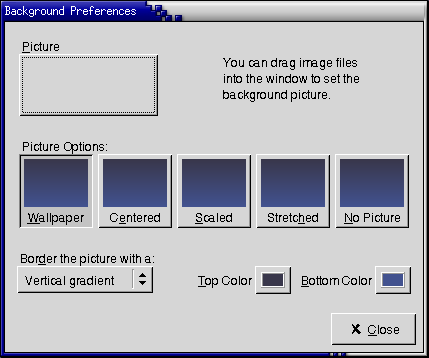 Background Preferences
Picture
You can drag image files
into the window to set the
background picture.
Picture Options:
Wallpaper
Centered
Scaled
Stretched
No Picture
Border the picture with a:
Vertical gradient
Top Color
Bottom Color
Close